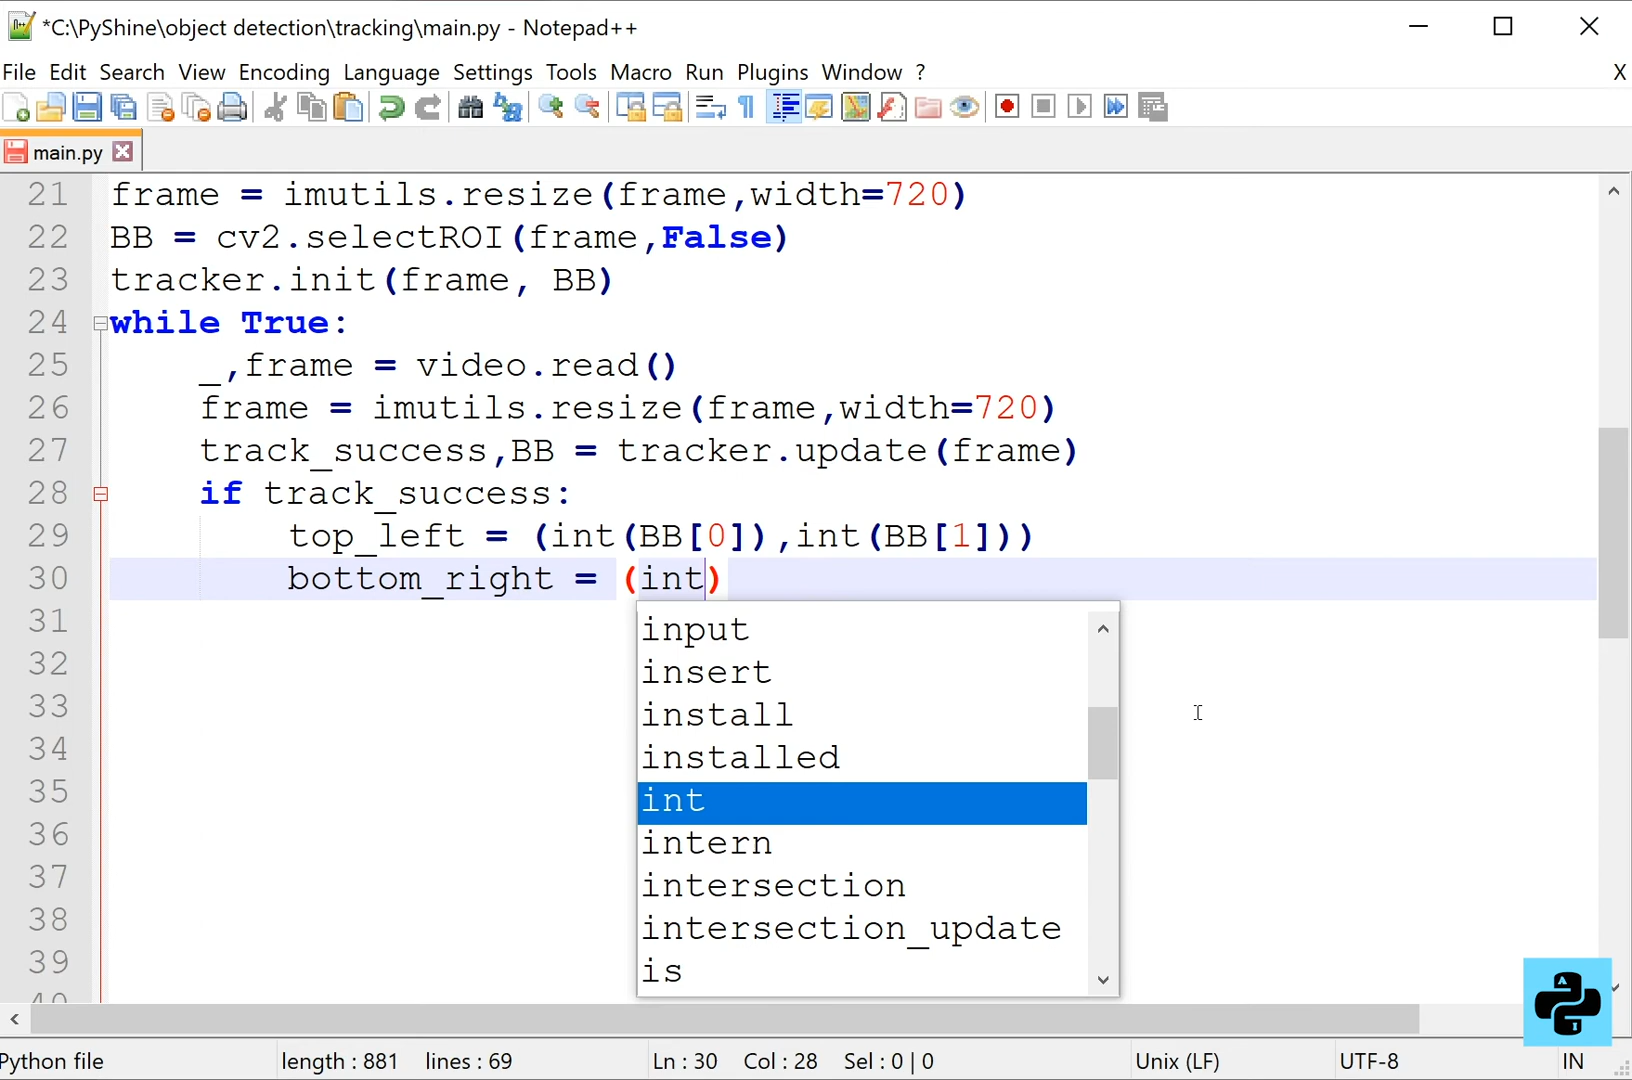 *C:\PyShine\object detection\tracking\main.py - Notepad++
File Edit Search View Encoding Language Settings Tools Macro Run Plugins Window ? X
main.py
21 frame = imutils.resize(frame,width=720)
22 BB = cv2.selectROI(frame,False)
23 tracker.init(frame, BB)
24 while True:
25 _,frame = video.read()
26 frame = imutils.resize(frame,width=720)
27 track_success,BB = tracker.update(frame)
28 if track_success:
29 top_left = (int(BB[0]),int(BB[1]))
30 bottom_right = (int)
31
input
32
insert
33
install
34
installed
35
int
36
intern
37
intersection
38
intersection_update
39
is
40
Python file length : 881 lines : 69 Ln : 30 Col : 28 Sel : 0 | 0 Unix (LF) UTF-8 IN